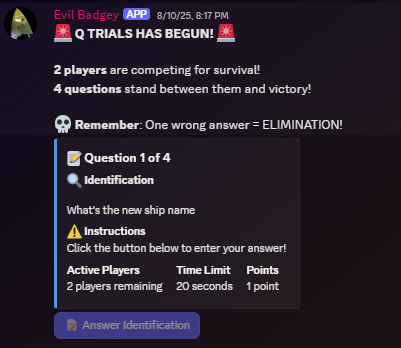 Evil Badgey APP 8/10/25, 8:17 PM
🚨 Q TRIALS HAS BEGUN! 🚨
2 players are competing for survival!
4 questions stand between them and victory!
💀 Remember: One wrong answer = ELIMINATION!
📝 Question 1 of 4
🔍 Identification
What's the new ship name
⚠️ Instructions
Click the button below to enter your answer!
Active Players Time Limit Points
2 players remaining 20 seconds 1 point
📝 Answer Identification